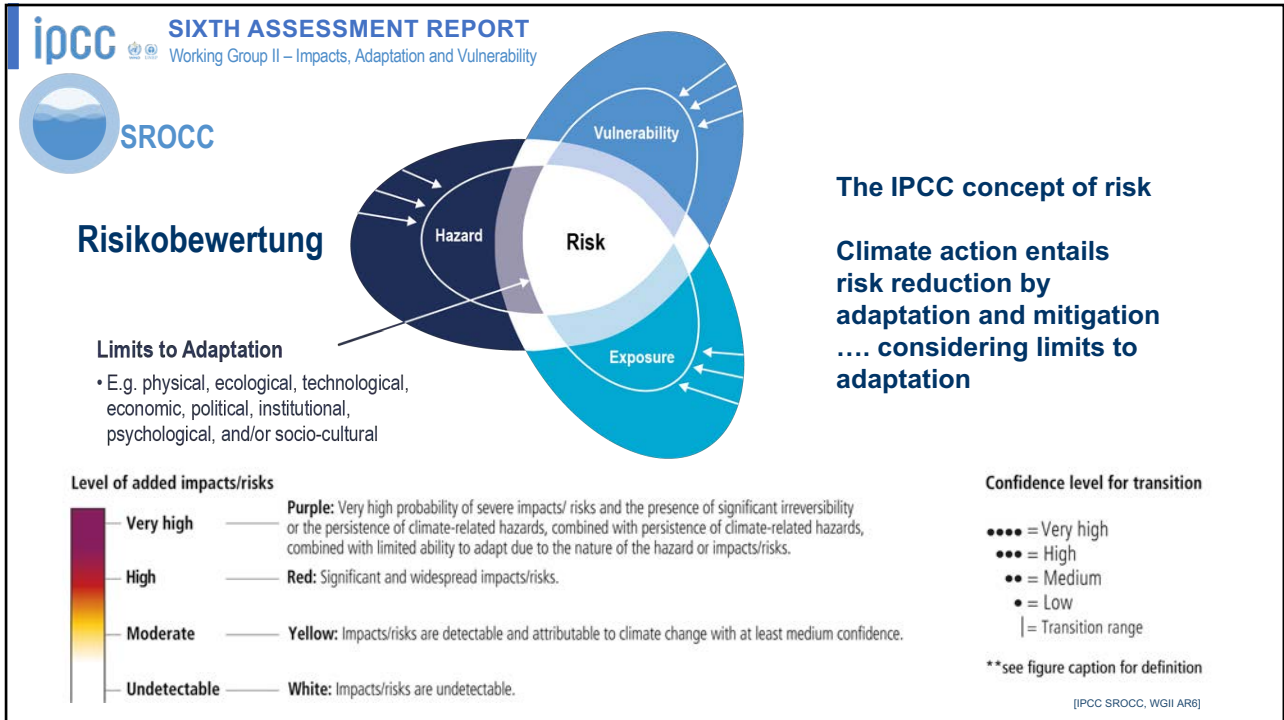 ipcc
SIXTH ASSESSMENT REPORT
Working Group II – Impacts, Adaptation and Vulnerability
SROCC
Risikobewertung
Vulnerability
Hazard
Risk
Exposure
Limits to Adaptation
• E.g. physical, ecological, technological,
economic, political, institutional,
psychological, and/or socio-cultural
The IPCC concept of risk
Climate action entails
risk reduction by
adaptation and mitigation
…. considering limits to
adaptation
Level of added impacts/risks
Very high
Purple: Very high probability of severe impacts/ risks and the presence of significant irreversibility
or the persistence of climate-related hazards, combined with persistence of climate-related hazards,
combined with limited ability to adapt due to the nature of the hazard or impacts/risks.
High
Red: Significant and widespread impacts/risks.
Moderate
Yellow: Impacts/risks are detectable and attributable to climate change with at least medium confidence.
Undetectable
White: Impacts/risks are undetectable.
Confidence level for transition
•••• = Very high
••• = High
•• = Medium
• = Low
| = Transition range
**see figure caption for definition
[IPCC SROCC, WGII AR6]